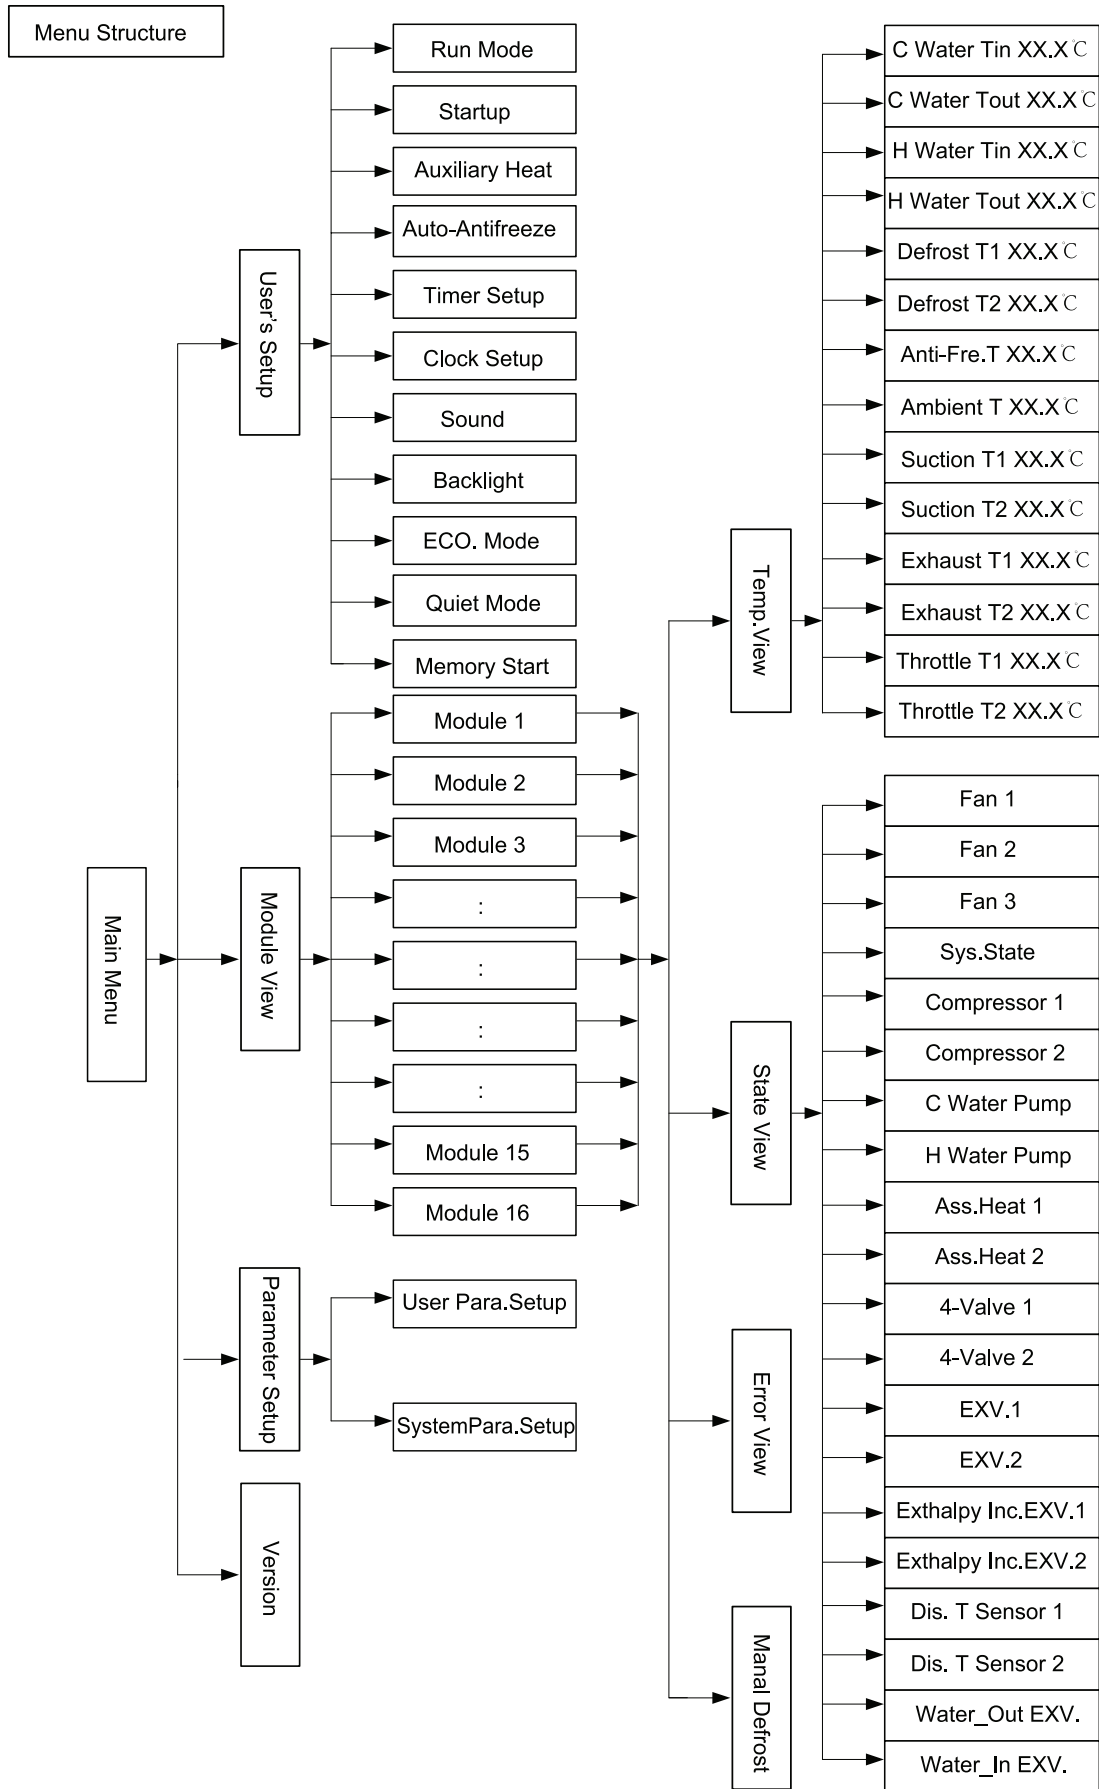 Menu Structure
Main Menu
User's Setup
Module View
Parameter Setup
Version
Run Mode
Startup
Auxiliary Heat
Auto-Antifreeze
Timer Setup
Clock Setup
Sound
Backlight
ECO. Mode
Quiet Mode
Memory Start
Module 1
Module 2
Module 3
:
:
:
:
Module 15
Module 16
User Para.Setup
SystemPara.Setup
Temp.View
State View
Error View
Manal Defrost
C Water Tin XX.X℃
C Water Tout XX.X℃
H Water Tin XX.X℃
H Water Tout XX.X℃
Defrost T1 XX.X℃
Defrost T2 XX.X℃
Anti-Fre.T XX.X℃
Ambient T XX.X℃
Suction T1 XX.X℃
Suction T2 XX.X℃
Exhaust T1 XX.X℃
Exhaust T2 XX.X℃
Throttle T1 XX.X℃
Throttle T2 XX.X℃
Fan 1
Fan 2
Fan 3
Sys.State
Compressor 1
Compressor 2
C Water Pump
H Water Pump
Ass.Heat 1
Ass.Heat 2
4-Valve 1
4-Valve 2
EXV.1
EXV.2
Exthalpy Inc.EXV.1
Exthalpy Inc.EXV.2
Dis. T Sensor 1
Dis. T Sensor 2
Water_Out EXV.
Water_In EXV.